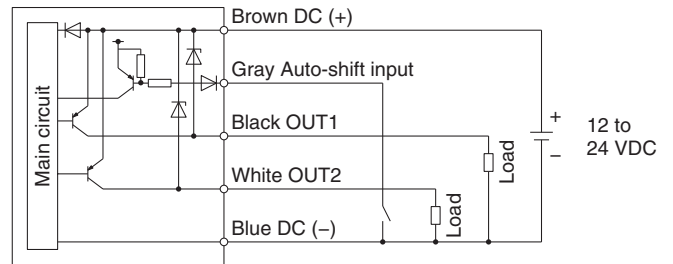 Brown DC (+)
Gray Auto-shift input
Black OUT1
White OUT2
Blue DC (−)
Main circuit
Load
Load
+
−
12 to
24 VDC